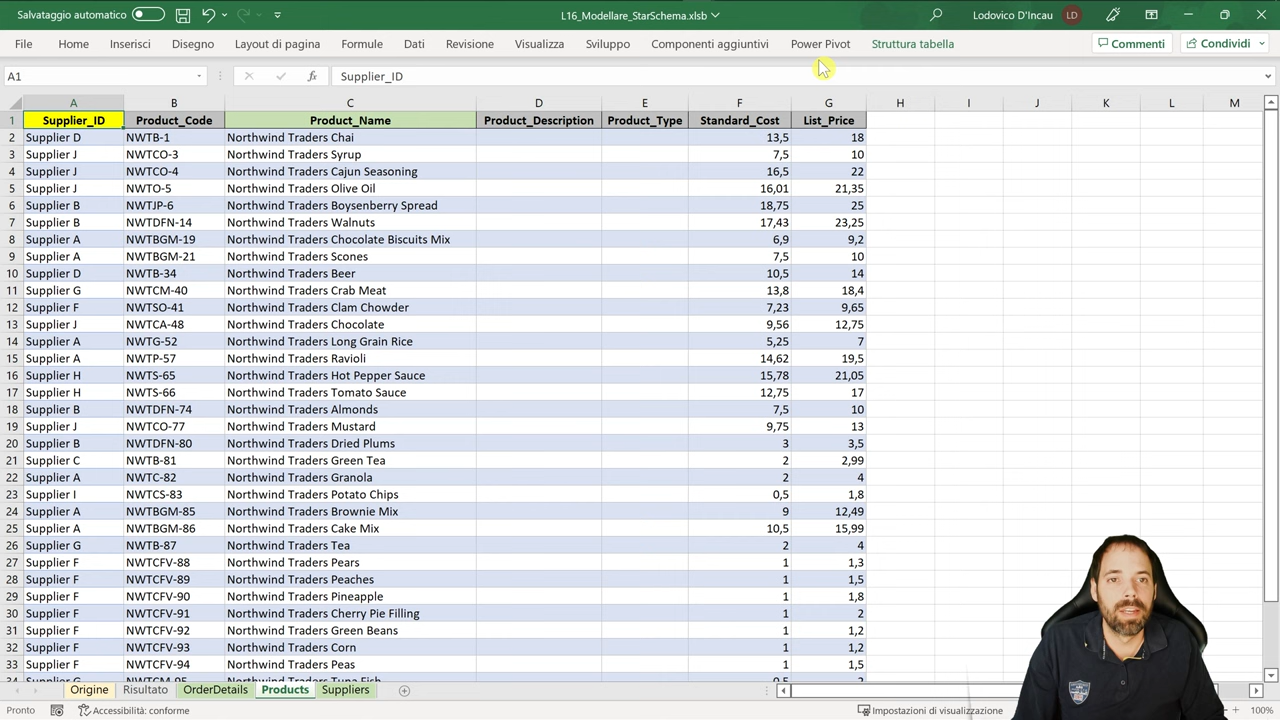 Salvataggio automatico L16_Modellare_StarSchema.xlsb Lodovico D'Incau LD
File Home Inserisci Disegno Layout di pagina Formule Dati Revisione Visualizza Sviluppo Componenti aggiuntivi Power Pivot Struttura tabella Commenti Condividi
A1 fx Supplier_ID
A B C D E F G H I J K L M
1 Supplier_ID Product_Code Product_Name Product_Description Product_Type Standard_Cost List_Price
2 Supplier D NWTB-1 Northwind Traders Chai 13,5 18
3 Supplier J NWTCO-3 Northwind Traders Syrup 7,5 10
4 Supplier J NWTCO-4 Northwind Traders Cajun Seasoning 16,5 22
5 Supplier J NWTO-5 Northwind Traders Olive Oil 16,01 21,35
6 Supplier B NWTJP-6 Northwind Traders Boysenberry Spread 18,75 25
7 Supplier B NWTDFN-14 Northwind Traders Walnuts 17,43 23,25
8 Supplier A NWTBGM-19 Northwind Traders Chocolate Biscuits Mix 6,9 9,2
9 Supplier A NWTBGM-21 Northwind Traders Scones 7,5 10
10 Supplier D NWTB-34 Northwind Traders Beer 10,5 14
11 Supplier G NWTCM-40 Northwind Traders Crab Meat 13,8 18,4
12 Supplier F NWTSO-41 Northwind Traders Clam Chowder 7,23 9,65
13 Supplier J NWTCA-48 Northwind Traders Chocolate 9,56 12,75
14 Supplier A NWTG-52 Northwind Traders Long Grain Rice 5,25 7
15 Supplier A NWTP-57 Northwind Traders Ravioli 14,62 19,5
16 Supplier H NWTS-65 Northwind Traders Hot Pepper Sauce 15,78 21,05
17 Supplier H NWTS-66 Northwind Traders Tomato Sauce 12,75 17
18 Supplier B NWTDFN-74 Northwind Traders Almonds 7,5 10
19 Supplier J NWTCO-77 Northwind Traders Mustard 9,75 13
20 Supplier B NWTDFN-80 Northwind Traders Dried Plums 3 3,5
21 Supplier C NWTB-81 Northwind Traders Green Tea 2 2,99
22 Supplier A NWTC-82 Northwind Traders Granola 2 4
23 Supplier I NWTCS-83 Northwind Traders Potato Chips 0,5 1,8
24 Supplier A NWTBGM-85 Northwind Traders Brownie Mix 9 12,49
25 Supplier A NWTBGM-86 Northwind Traders Cake Mix 10,5 15,99
26 Supplier G NWTB-87 Northwind Traders Tea 2 4
27 Supplier F NWTCFV-88 Northwind Traders Pears 1 1,3
28 Supplier F NWTCFV-89 Northwind Traders Peaches 1 1,5
29 Supplier F NWTCFV-90 Northwind Traders Pineapple 1 1,8
30 Supplier F NWTCFV-91 Northwind Traders Cherry Pie Filling 1 2
31 Supplier F NWTCFV-92 Northwind Traders Green Beans 1 1,2
32 Supplier F NWTCFV-93 Northwind Traders Corn 1 1,2
33 Supplier F NWTCFV-94 Northwind Traders Peas 1 1,5
Origine Risultato OrderDetails Products Suppliers
Pronto Accessibilità: conforme Impostazioni di visualizzazione 100%